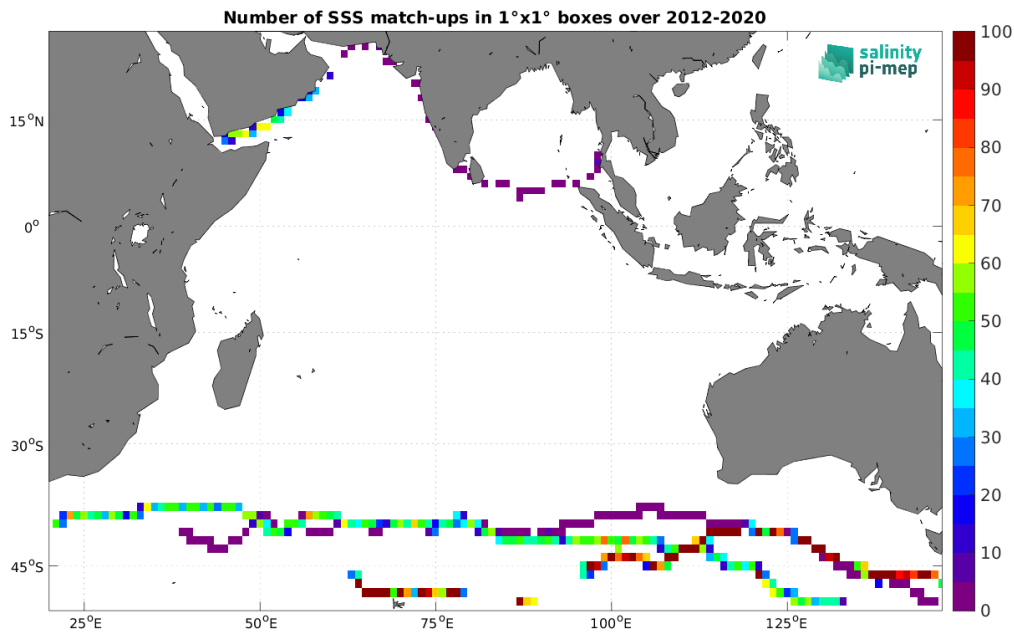 Number of SSS match-ups in 1°x1° boxes over 2012-2020
salinity
pi-mep
100
90
80
70
60
50
40
30
20
10
0
15°N
0°
15°S
30°S
45°S
25°E
50°E
75°E
100°E
125°E